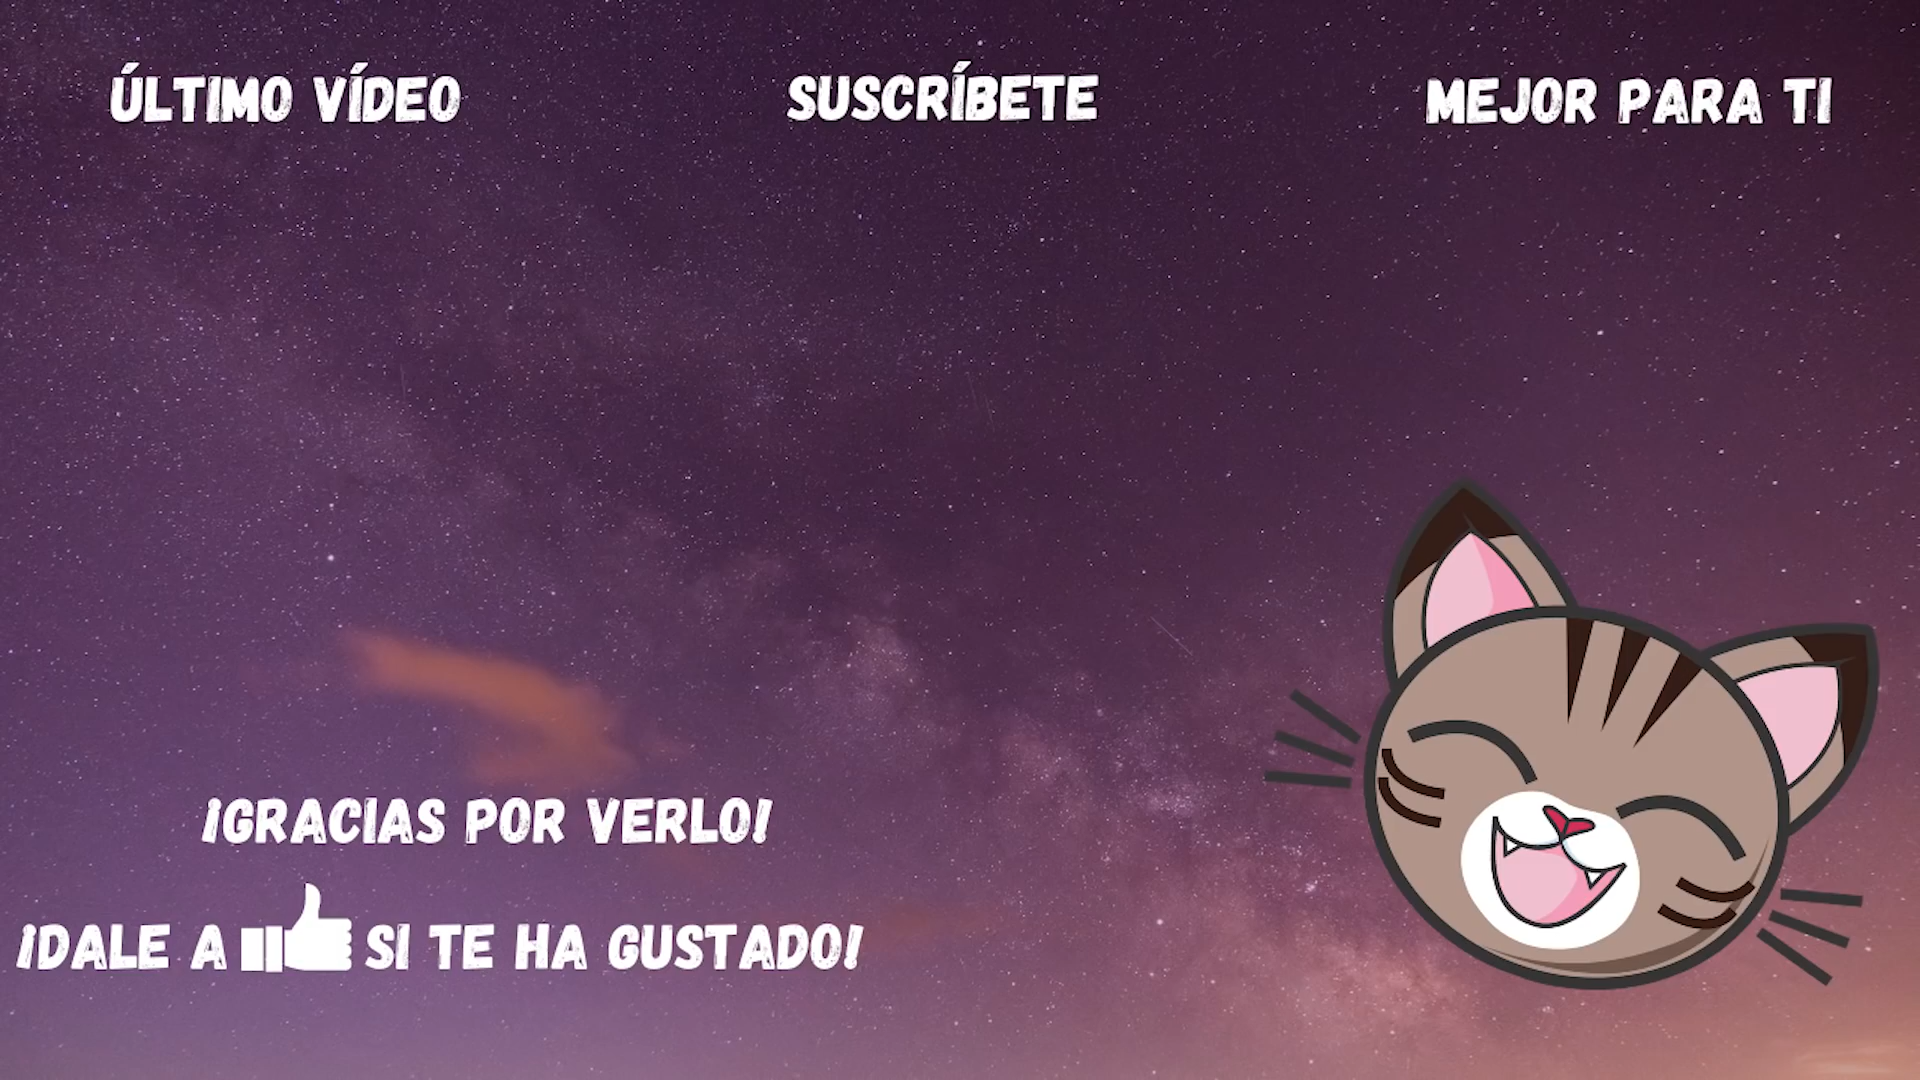 ÚLTIMO VÍDEO
SUSCRÍBETE
MEJOR PARA TI
¡GRACIAS POR VERLO!
¡DALE A SI TE HA GUSTADO!